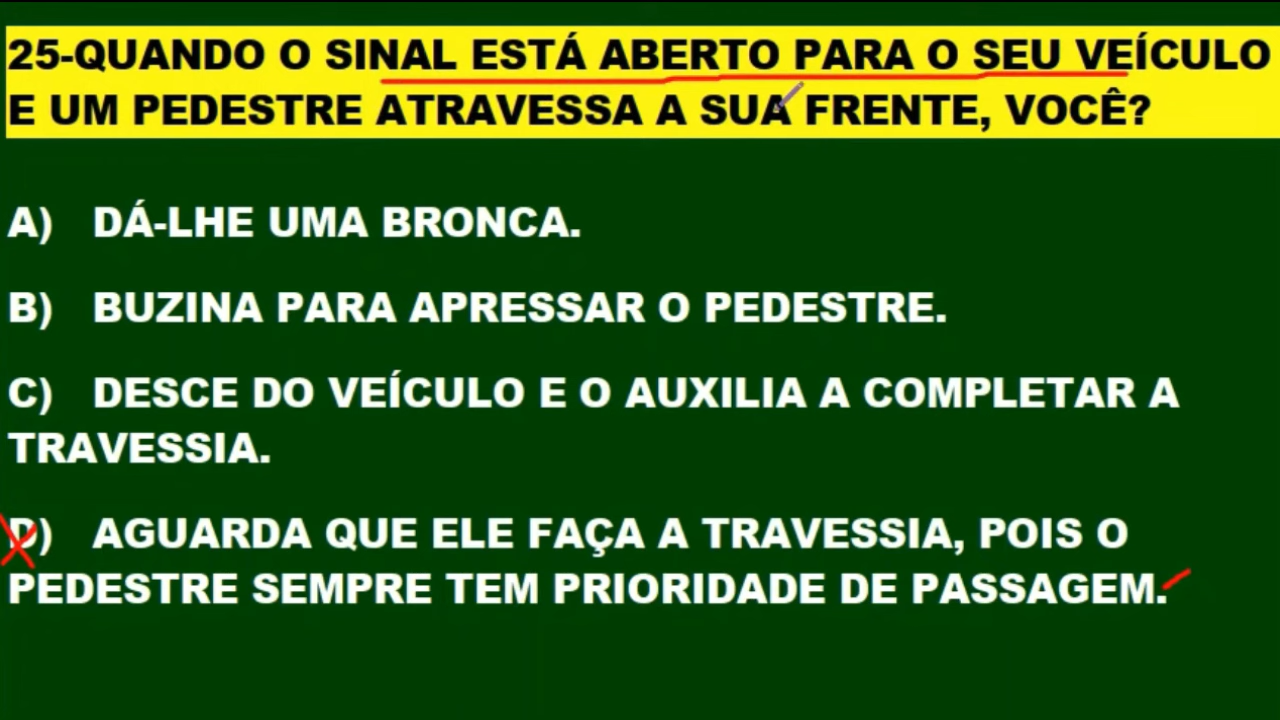 25-QUANDO O SINAL ESTÁ ABERTO PARA O SEU VEÍCULO
E UM PEDESTRE ATRAVESSA A SUA FRENTE, VOCÊ?
A) DÁ-LHE UMA BRONCA.
B) BUZINA PARA APRESSAR O PEDESTRE.
C) DESCE DO VEÍCULO E O AUXILIA A COMPLETAR A
TRAVESSIA.
D) AGUARDA QUE ELE FAÇA A TRAVESSIA, POIS O
PEDESTRE SEMPRE TEM PRIORIDADE DE PASSAGEM.